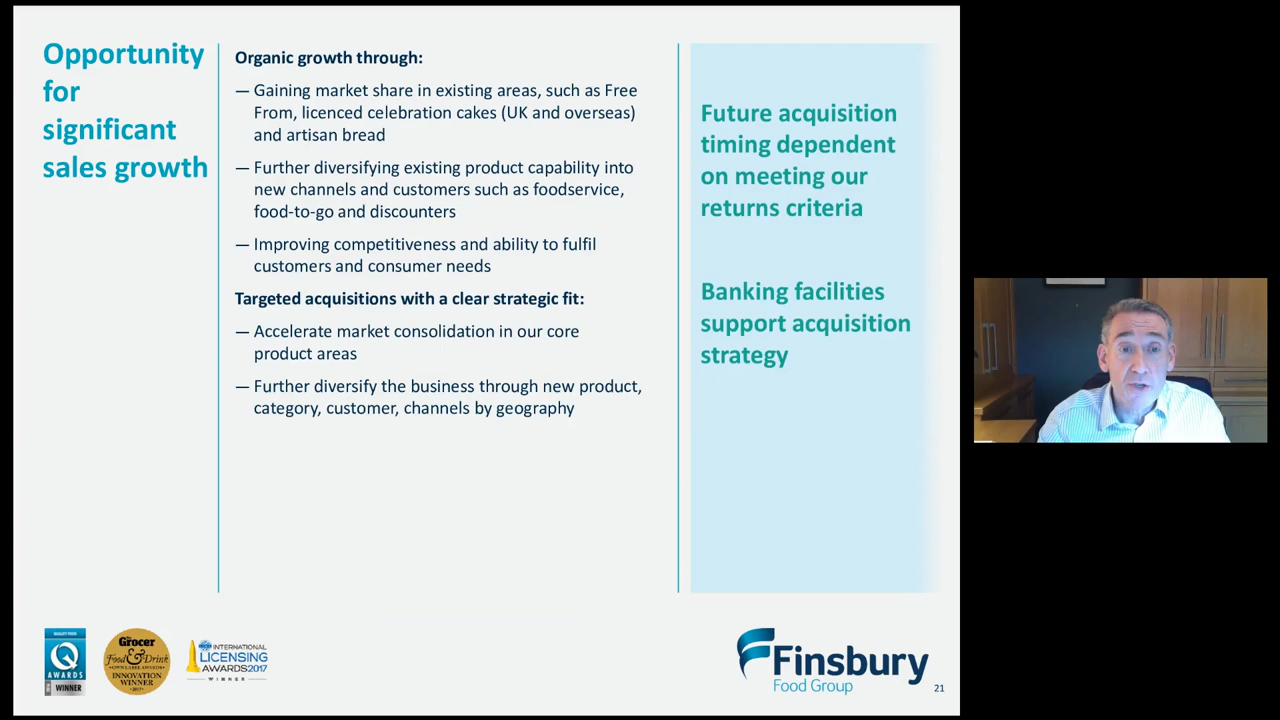 Opportunity
for
significant
sales growth
Organic growth through:
— Gaining market share in existing areas, such as Free
From, licenced celebration cakes (UK and overseas)
and artisan bread
— Further diversifying existing product capability into
new channels and customers such as foodservice,
food-to-go and discounters
— Improving competitiveness and ability to fulfil
customers and consumer needs
Targeted acquisitions with a clear strategic fit:
— Accelerate market consolidation in our core
product areas
— Further diversify the business through new product,
category, customer, channels by geography
Future acquisition
timing dependent
on meeting our
returns criteria
Banking facilities
support acquisition
strategy
QUALITY FOOD
Q
AWARDS
WINNER
The
Grocer
Food & Drink
OWN LABEL AWARDS
INNOVATION
WINNER
2017
INTERNATIONAL
LICENSING
AWARDS2017
WINNER
Finsbury
Food Group
21